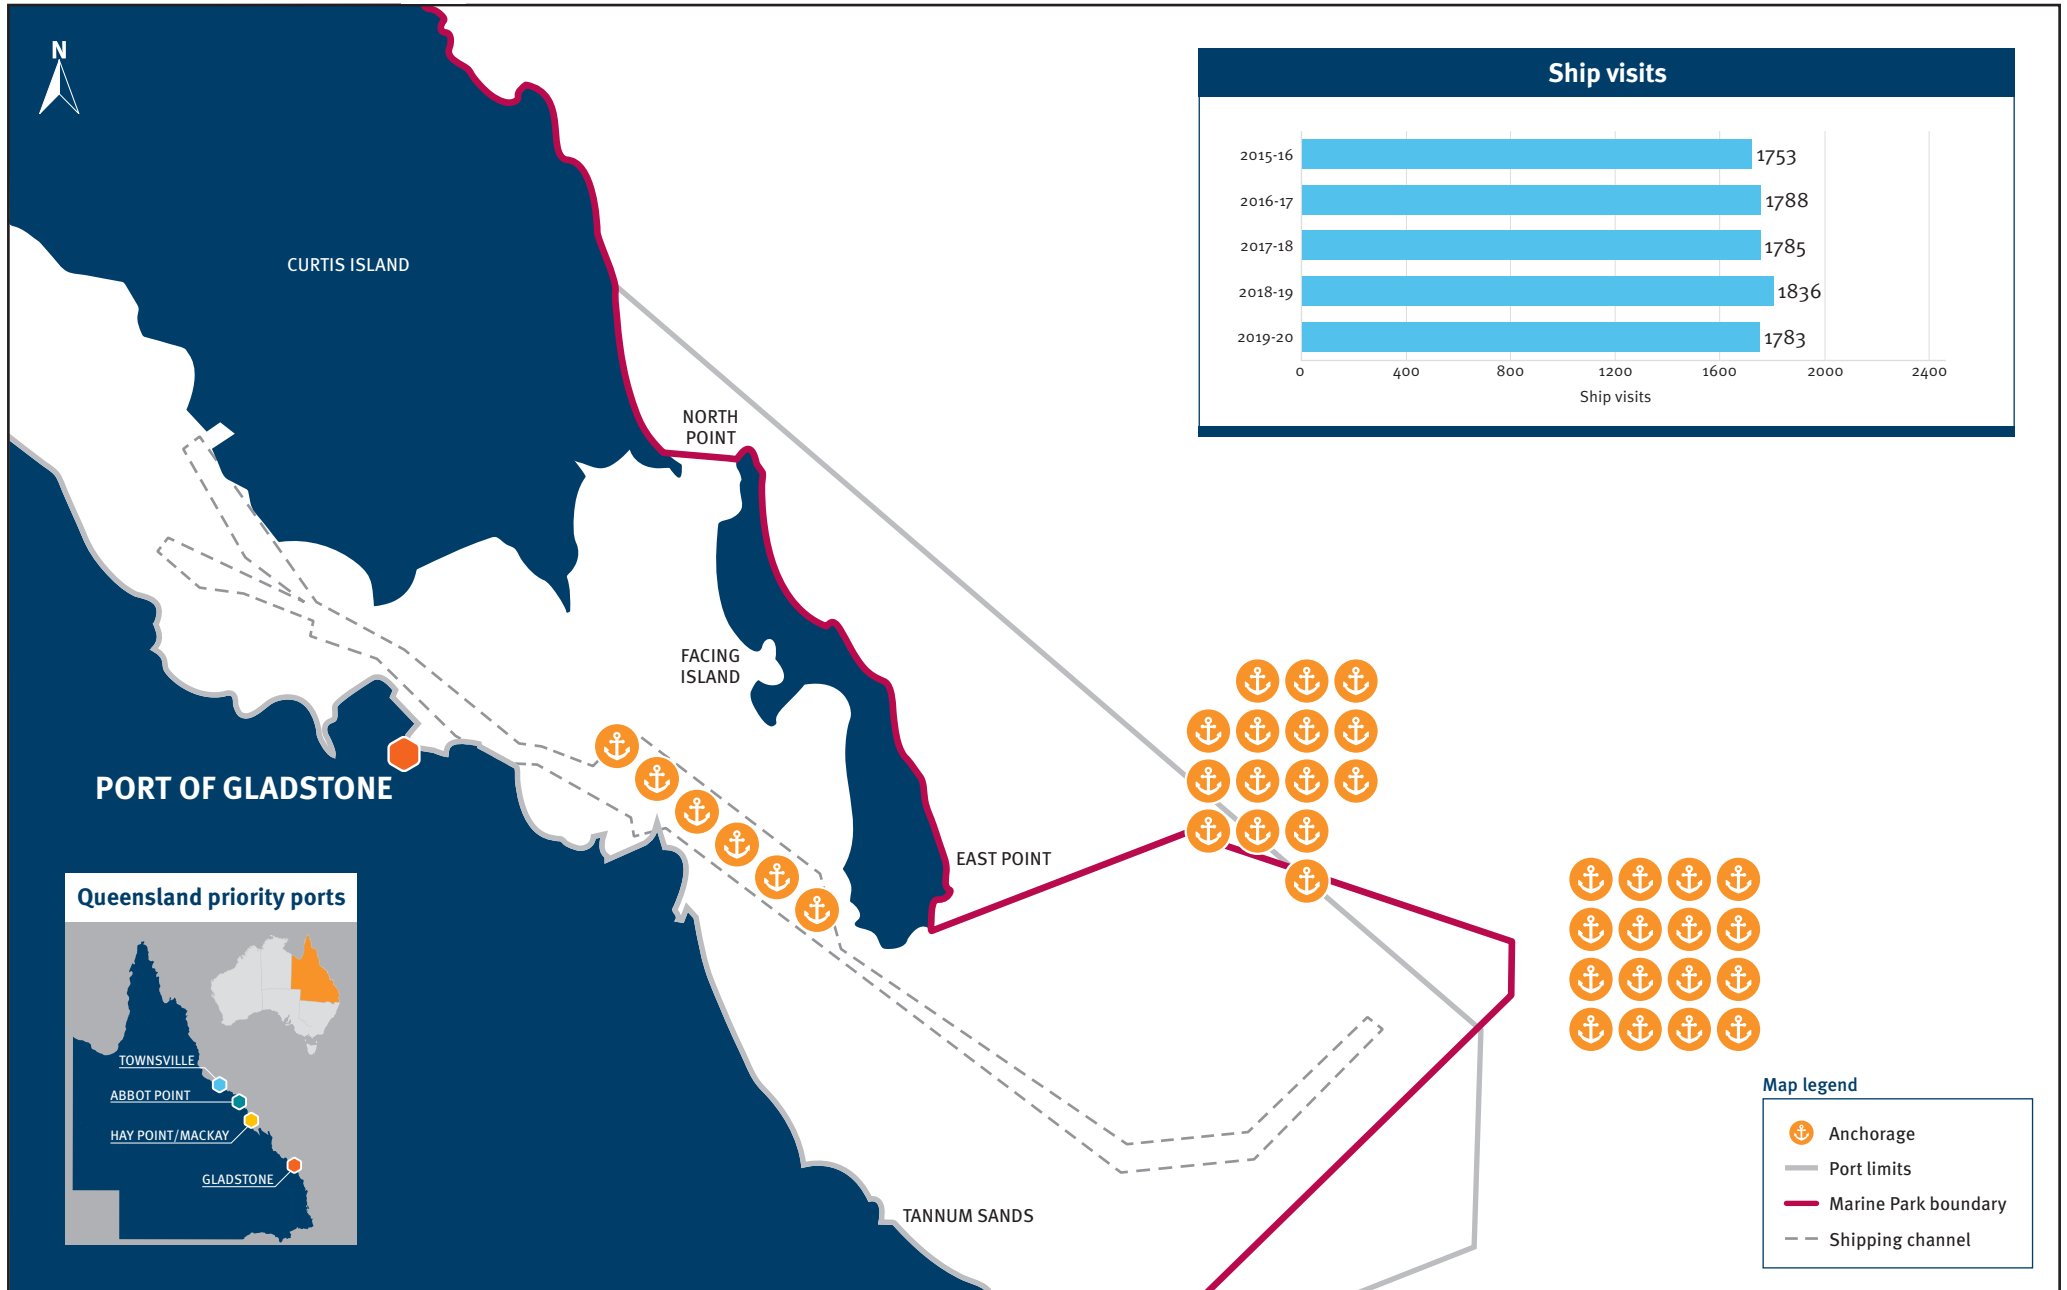 N
Ship visits
2015-16 1753
2016-17 1788
2017-18 1785
2018-19 1836
2019-20 1783
0 400 800 1200 1600 2000 2400
Ship visits
CURTIS ISLAND
NORTH
POINT
FACING
ISLAND
PORT OF GLADSTONE
EAST POINT
TANNUM SANDS
Queensland priority ports
TOWNSVILLE
ABBOT POINT
HAY POINT/MACKAY
GLADSTONE
Map legend
Anchorage
Port limits
Marine Park boundary
Shipping channel